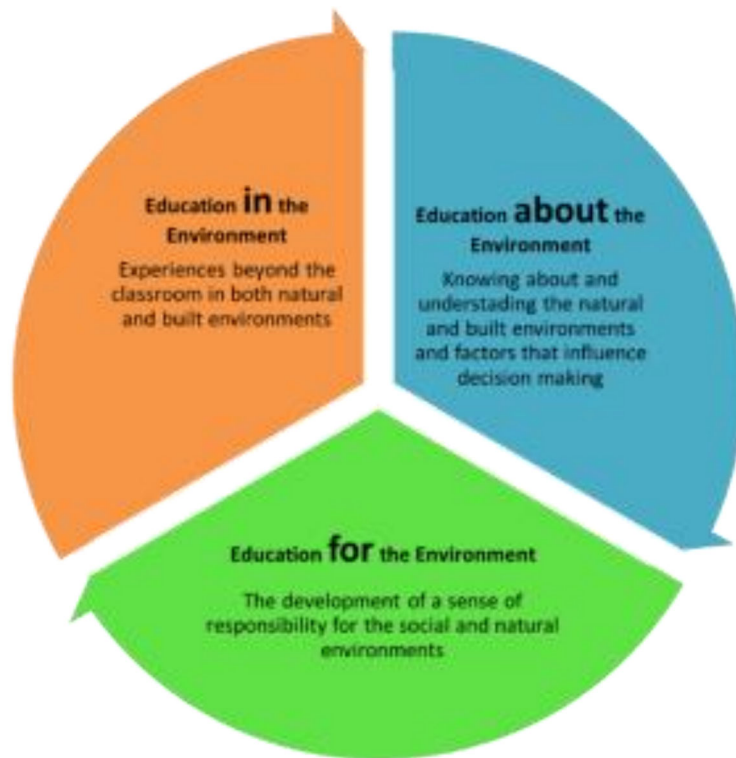 Education in the
Environment
Experiences beyond the
classroom in both natural
and built environments
Education about the
Environment
Knowing about and
understading the natural
and built environments
and factors that influence
decision making
Education for the Environment
The development of a sense of
responsibility for the social and natural
environments